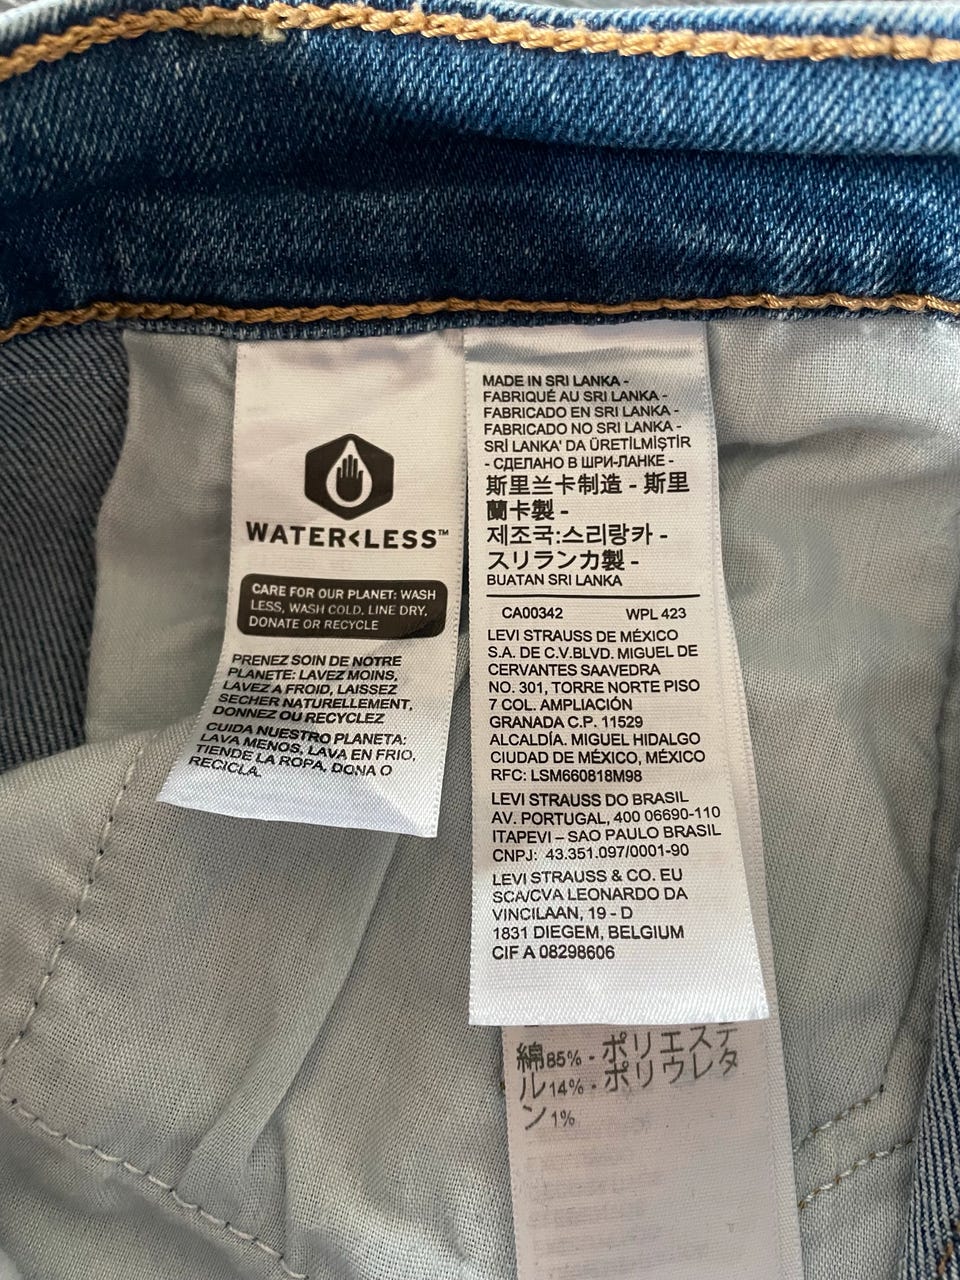 WATER<LESS™
CARE FOR OUR PLANET: WASH
LESS, WASH COLD, LINE DRY,
DONATE OR RECYCLE
PRENEZ SOIN DE NOTRE
PLANETE: LAVEZ MOINS,
LAVEZ A FROID, LAISSEZ
SECHER NATURELLEMENT,
DONNEZ OU RECYCLEZ
CUIDA NUESTRO PLANETA:
LAVA MENOS, LAVA EN FRIO,
TIENDE LA ROPA, DONA O
RECICLA.
MADE IN SRI LANKA -
FABRIQUÉ AU SRI LANKA -
FABRICADO EN SRI LANKA -
FABRICADO NO SRI LANKA -
SRİ LANKA' DA ÜRETİLMİŞTİR
- СДЕЛАНО В ШРИ-ЛАНКЕ -
斯里兰卡制造 - 斯里
蘭卡製 -
제조국:스리랑카 -
スリランカ製 -
BUATAN SRI LANKA
CA00342 WPL 423
LEVI STRAUSS DE MÉXICO
S.A. DE C.V.BLVD. MIGUEL DE
CERVANTES SAAVEDRA
NO. 301, TORRE NORTE PISO
7 COL. AMPLIACIÓN
GRANADA C.P. 11529
ALCALDÍA. MIGUEL HIDALGO
CIUDAD DE MÉXICO, MÉXICO
RFC: LSM660818M98
LEVI STRAUSS DO BRASIL
AV. PORTUGAL, 400 06690-110
ITAPEVI – SAO PAULO BRASIL
CNPJ: 43.351.097/0001-90
LEVI STRAUSS & CO. EU
SCA/CVA LEONARDO DA
VINCILAAN, 19 - D
1831 DIEGEM, BELGIUM
CIF A 08298606
綿85% - ポリエステ
ル14% - ポリウレタ
ン1%